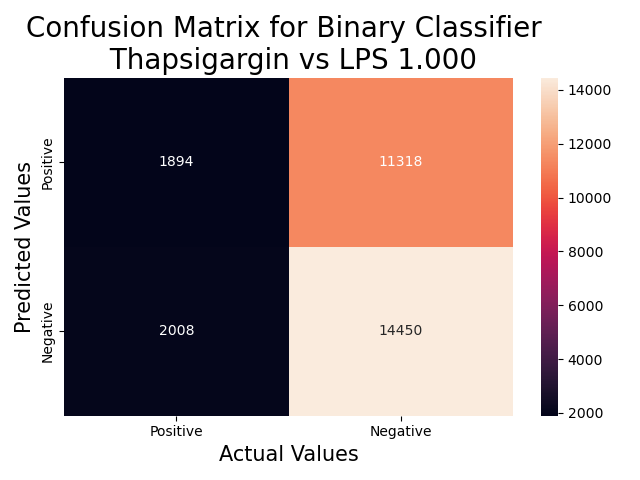 Confusion Matrix for Binary Classifier
Thapsigargin vs LPS 1.000
Predicted Values
Positive
Negative
1894
11318
2008
14450
Positive
Negative
Actual Values
14000
12000
10000
8000
6000
4000
2000